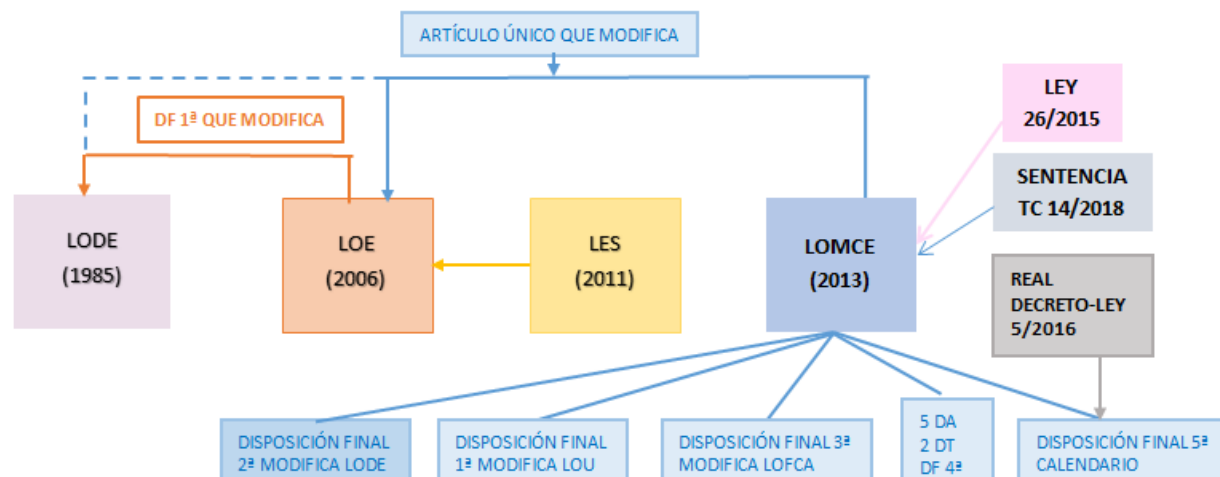 ARTÍCULO ÚNICO QUE MODIFICA
LEY
26/2015
DF 1ª QUE MODIFICA
SENTENCIA
TC 14/2018
LODE
(1985)
LOE
(2006)
LES
(2011)
LOMCE
(2013)
REAL
DECRETO-LEY
5/2016
DISPOSICIÓN FINAL
2ª MODIFICA LODE
DISPOSICIÓN FINAL
1ª MODIFICA LOU
DISPOSICIÓN FINAL 3ª
MODIFICA LOFCA
5 DA
2 DT
DF 4ª
DISPOSICIÓN FINAL 5ª
CALENDARIO